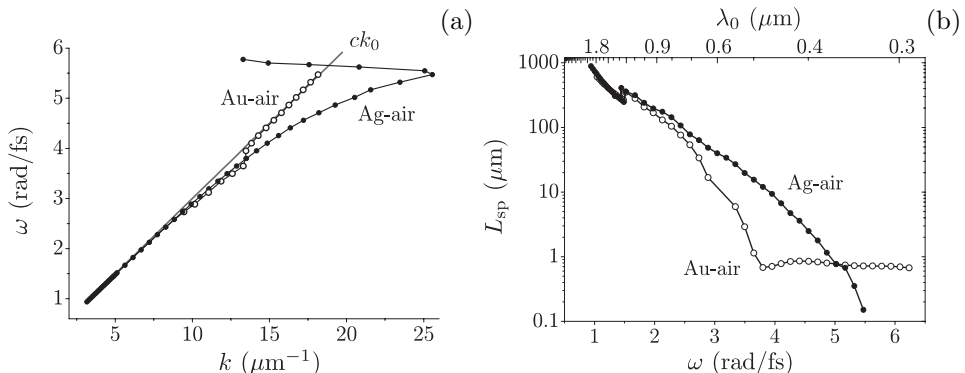 (a)
ck₀
Au-air
Ag-air
ω (rad/fs)
6
5
4
3
2
1
5 10 15 20 25
k (μm⁻¹)
λ₀ (μm)
(b)
1.8 0.9 0.6 0.4 0.3
1000
100
10
1
0.1
L_sp (μm)
Ag-air
Au-air
1 2 3 4 5 6
ω (rad/fs)